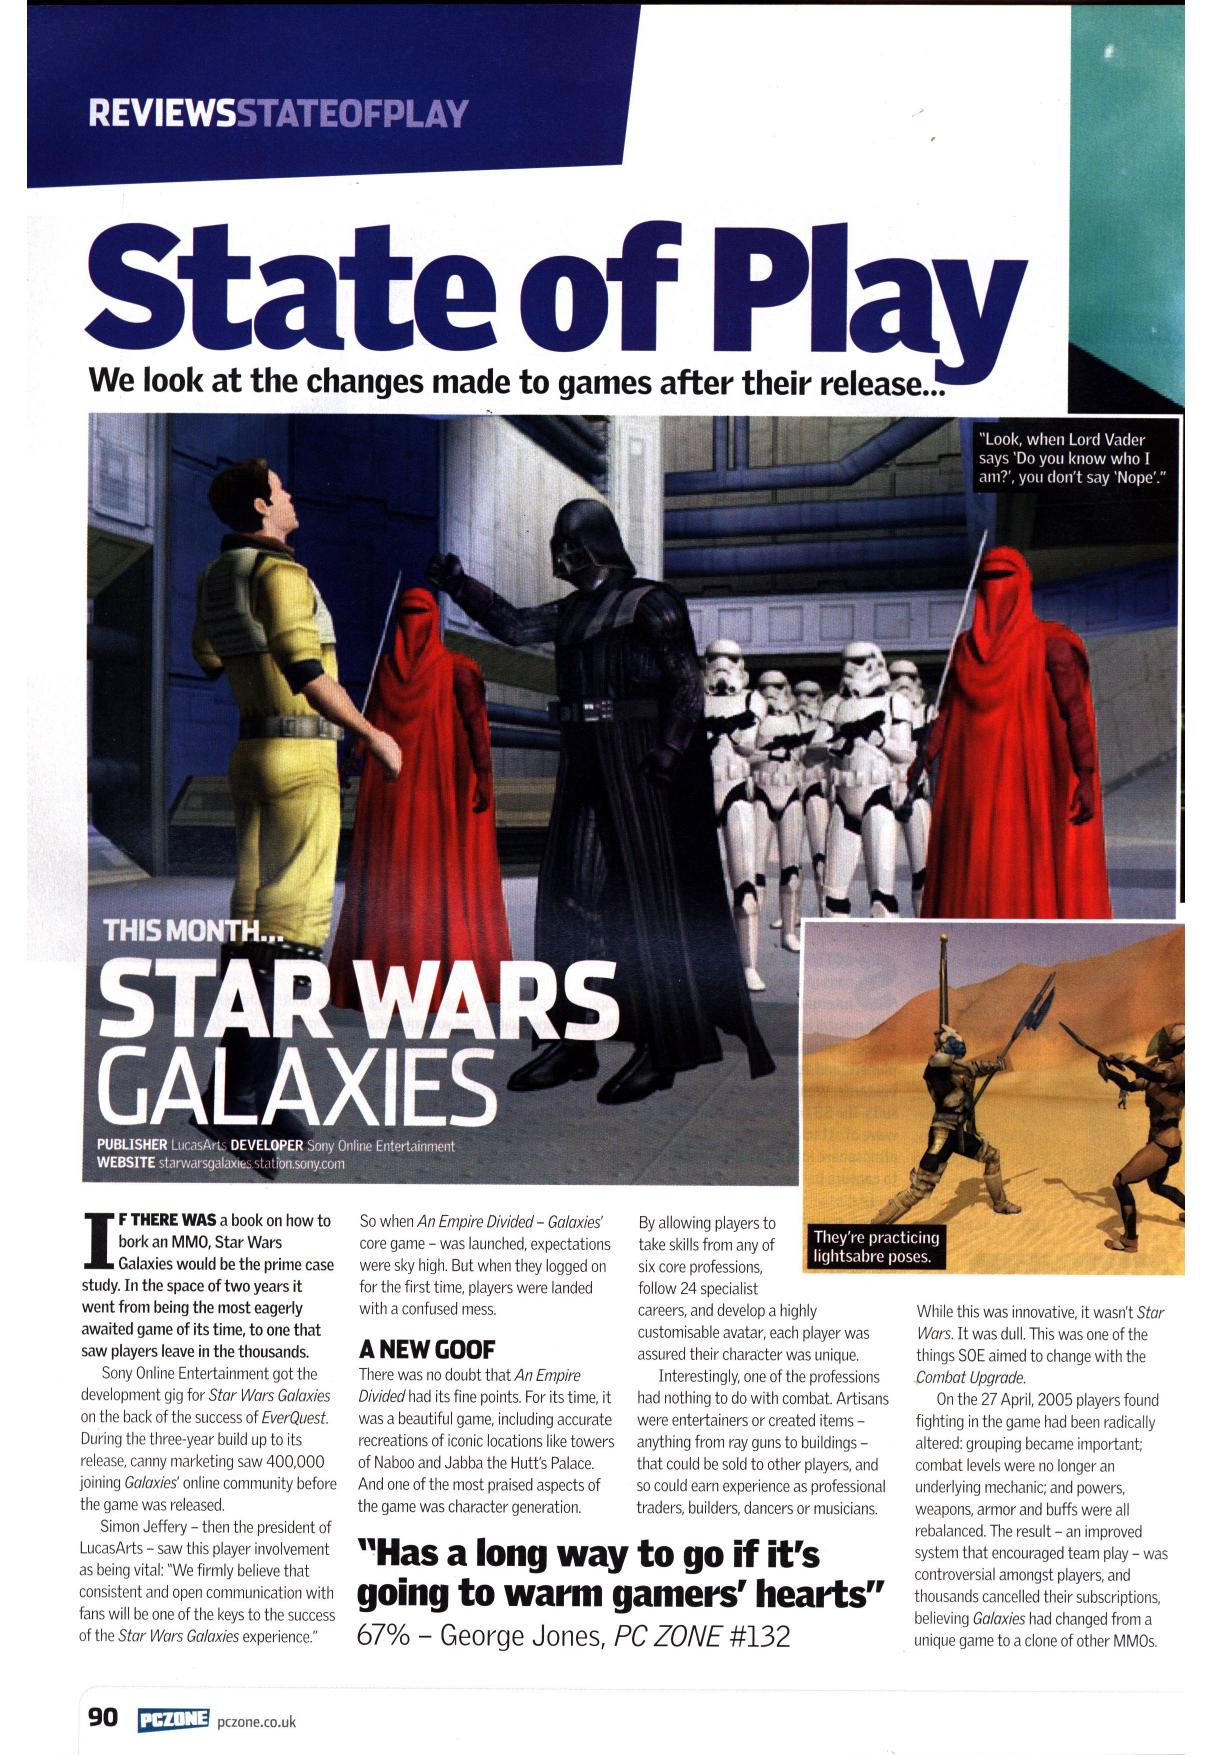 REVIEWSSTATEOFPLAY
State of Play
We look at the changes made to games after their release...
"Look, when Lord Vader
says 'Do you know who I
am?', you don't say 'Nope'."
THIS MONTH...
STAR WARS
GALAXIES
PUBLISHER LucasArts DEVELOPER Sony Online Entertainment
WEBSITE starwarsgalaxies.station.sony.com
They're practicing
lightsabre poses.
IF THERE WAS a book on how to
bork an MMO, Star Wars
Galaxies would be the prime case
study. In the space of two years it
went from being the most eagerly
awaited game of its time, to one that
saw players leave in the thousands.
Sony Online Entertainment got the
development gig for Star Wars Galaxies
on the back of the success of EverQuest.
During the three-year build up to its
release, canny marketing saw 400,000
joining Galaxies' online community before
the game was released.
Simon Jeffery – then the president of
LucasArts – saw this player involvement
as being vital: "We firmly believe that
consistent and open communication with
fans will be one of the keys to the success
of the Star Wars Galaxies experience."
So when An Empire Divided – Galaxies'
core game – was launched, expectations
were sky high. But when they logged on
for the first time, players were landed
with a confused mess.
A NEW GOOF
There was no doubt that An Empire
Divided had its fine points. For its time, it
was a beautiful game, including accurate
recreations of iconic locations like towers
of Naboo and Jabba the Hutt's Palace.
And one of the most praised aspects of
the game was character generation.
By allowing players to
take skills from any of
six core professions,
follow 24 specialist
careers, and develop a highly
customisable avatar, each player was
assured their character was unique.
Interestingly, one of the professions
had nothing to do with combat. Artisans
were entertainers or created items –
anything from ray guns to buildings –
that could be sold to other players, and
so could earn experience as professional
traders, builders, dancers or musicians.
"Has a long way to go if it's
going to warm gamers' hearts"
67% – George Jones, PC ZONE #132
While this was innovative, it wasn't Star
Wars. It was dull. This was one of the
things SOE aimed to change with the
Combat Upgrade.
On the 27 April, 2005 players found
fighting in the game had been radically
altered: grouping became important;
combat levels were no longer an
underlying mechanic; and powers,
weapons, armor and buffs were all
rebalanced. The result – an improved
system that encouraged team play – was
controversial amongst players, and
thousands cancelled their subscriptions,
believing Galaxies had changed from a
unique game to a clone of other MMOs.
90 PCZONE pczone.co.uk